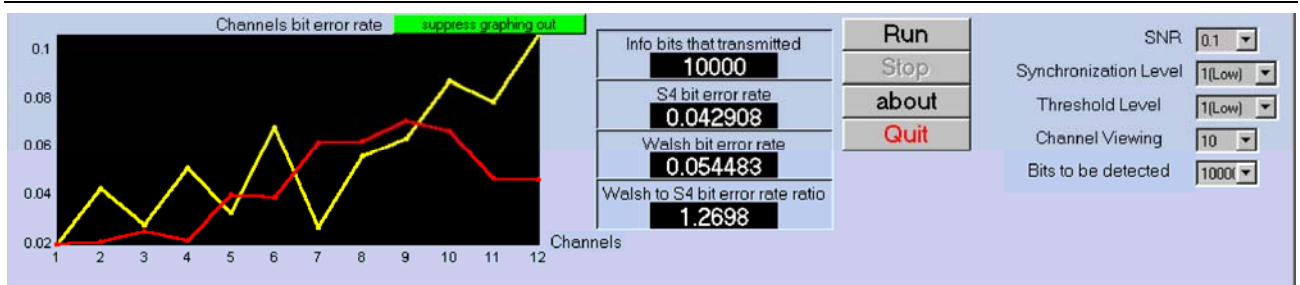 Channels bit error rate
suppress graphing out
0.1
0.08
0.06
0.04
0.02
1 2 3 4 5 6 7 8 9 10 11 12
Channels
Info bits that transmitted
10000
S4 bit error rate
0.042908
Walsh bit error rate
0.054483
Walsh to S4 bit error rate ratio
1.2698
Run
Stop
about
Quit
SNR 0.1
Synchronization Level 1(Low)
Threshold Level 1(Low)
Channel Viewing 10
Bits to be detected 1000(